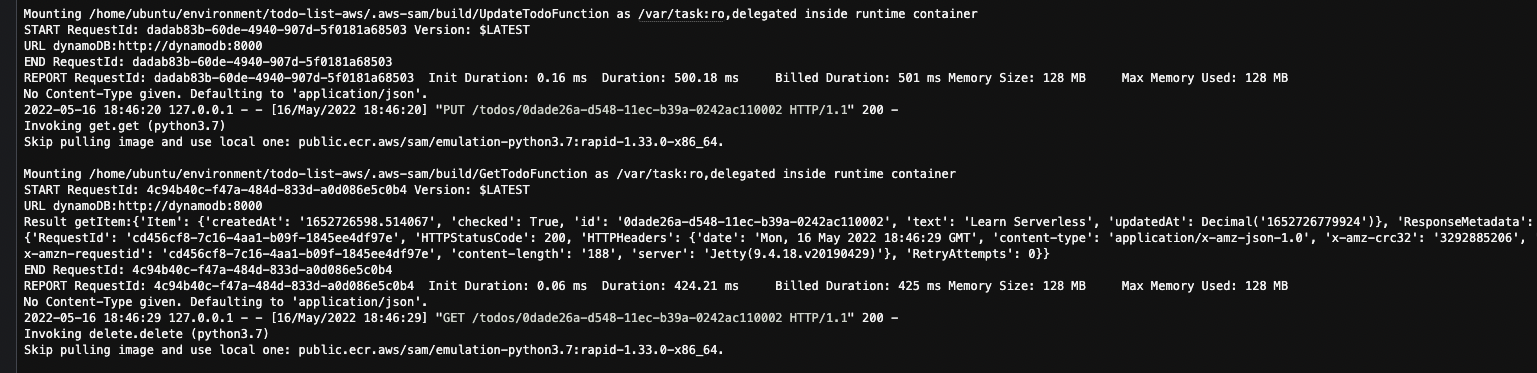 Mounting /home/ubuntu/environment/todo-list-aws/.aws-sam/build/UpdateTodoFunction as /var/task:ro,delegated inside runtime container
START RequestId: dadab83b-60de-4940-907d-5f0181a68503 Version: $LATEST
URL dynamoDB:http://dynamodb:8000
END RequestId: dadab83b-60de-4940-907d-5f0181a68503
REPORT RequestId: dadab83b-60de-4940-907d-5f0181a68503  Init Duration: 0.16 ms  Duration: 500.18 ms     Billed Duration: 501 ms Memory Size: 128 MB     Max Memory Used: 128 MB
No Content-Type given. Defaulting to 'application/json'.
2022-05-16 18:46:20 127.0.0.1 - - [16/May/2022 18:46:20] "PUT /todos/0dade26a-d548-11ec-b39a-0242ac110002 HTTP/1.1" 200 -
Invoking get.get (python3.7)
Skip pulling image and use local one: public.ecr.aws/sam/emulation-python3.7:rapid-1.33.0-x86_64.

Mounting /home/ubuntu/environment/todo-list-aws/.aws-sam/build/GetTodoFunction as /var/task:ro,delegated inside runtime container
START RequestId: 4c94b40c-f47a-484d-833d-a0d086e5c0b4 Version: $LATEST
URL dynamoDB:http://dynamodb:8000
Result getItem:{'Item': {'createdAt': '1652726598.514067', 'checked': True, 'id': '0dade26a-d548-11ec-b39a-0242ac110002', 'text': 'Learn Serverless', 'updatedAt': Decimal('1652726779924')}, 'ResponseMetadata':
{'RequestId': 'cd456cf8-7c16-4aa1-b09f-1845ee4df97e', 'HTTPStatusCode': 200, 'HTTPHeaders': {'date': 'Mon, 16 May 2022 18:46:29 GMT', 'content-type': 'application/x-amz-json-1.0', 'x-amz-crc32': '3292885206',
x-amzn-requestid': 'cd456cf8-7c16-4aa1-b09f-1845ee4df97e', 'content-length': '188', 'server': 'Jetty(9.4.18.v20190429)'}, 'RetryAttempts': 0}}
END RequestId: 4c94b40c-f47a-484d-833d-a0d086e5c0b4
REPORT RequestId: 4c94b40c-f47a-484d-833d-a0d086e5c0b4  Init Duration: 0.06 ms  Duration: 424.21 ms     Billed Duration: 425 ms Memory Size: 128 MB     Max Memory Used: 128 MB
No Content-Type given. Defaulting to 'application/json'.
2022-05-16 18:46:29 127.0.0.1 - - [16/May/2022 18:46:29] "GET /todos/0dade26a-d548-11ec-b39a-0242ac110002 HTTP/1.1" 200 -
Invoking delete.delete (python3.7)
Skip pulling image and use local one: public.ecr.aws/sam/emulation-python3.7:rapid-1.33.0-x86_64.